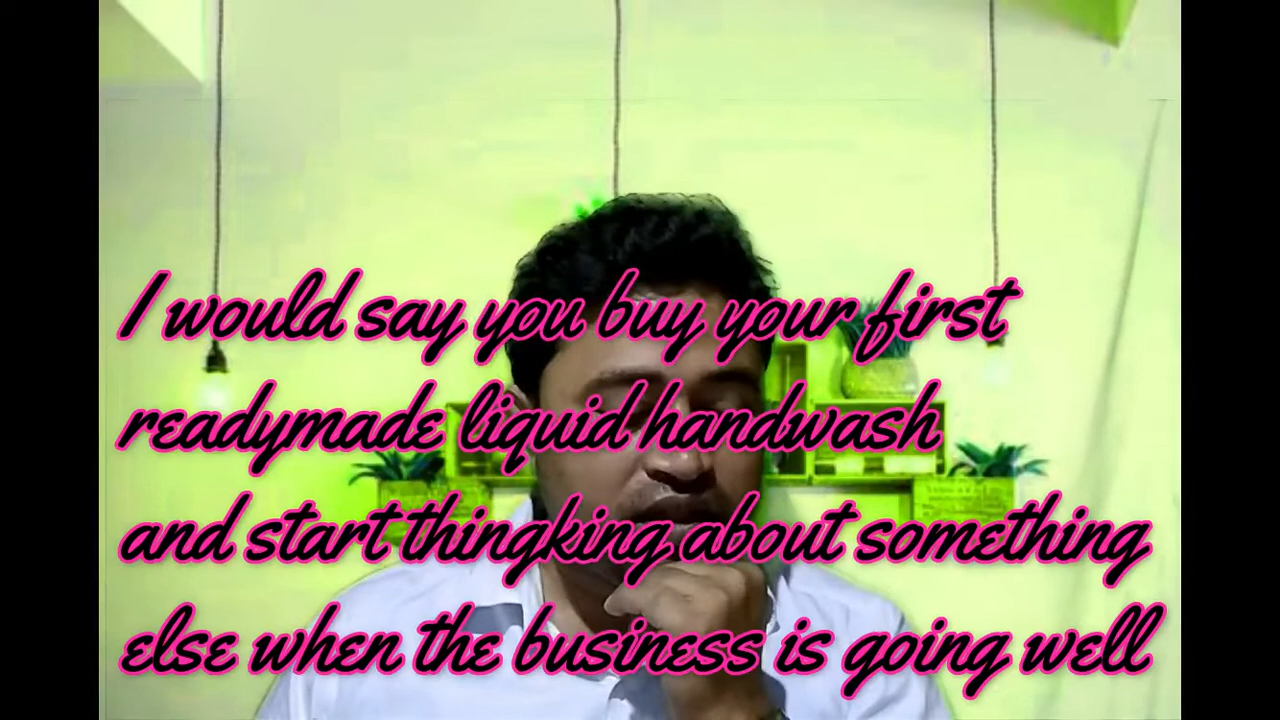 I would say you buy your first
readymade liquid handwash
and start thingking about something
else when the business is going well